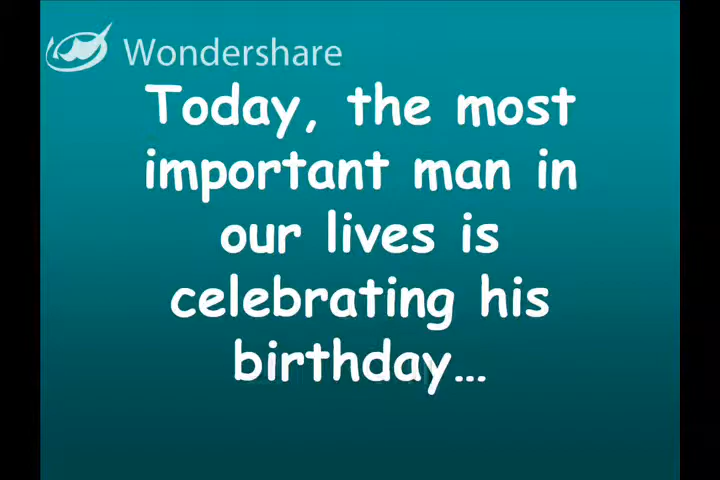 Wondershare
Today, the most
important man in
our lives is
celebrating his
birthday...